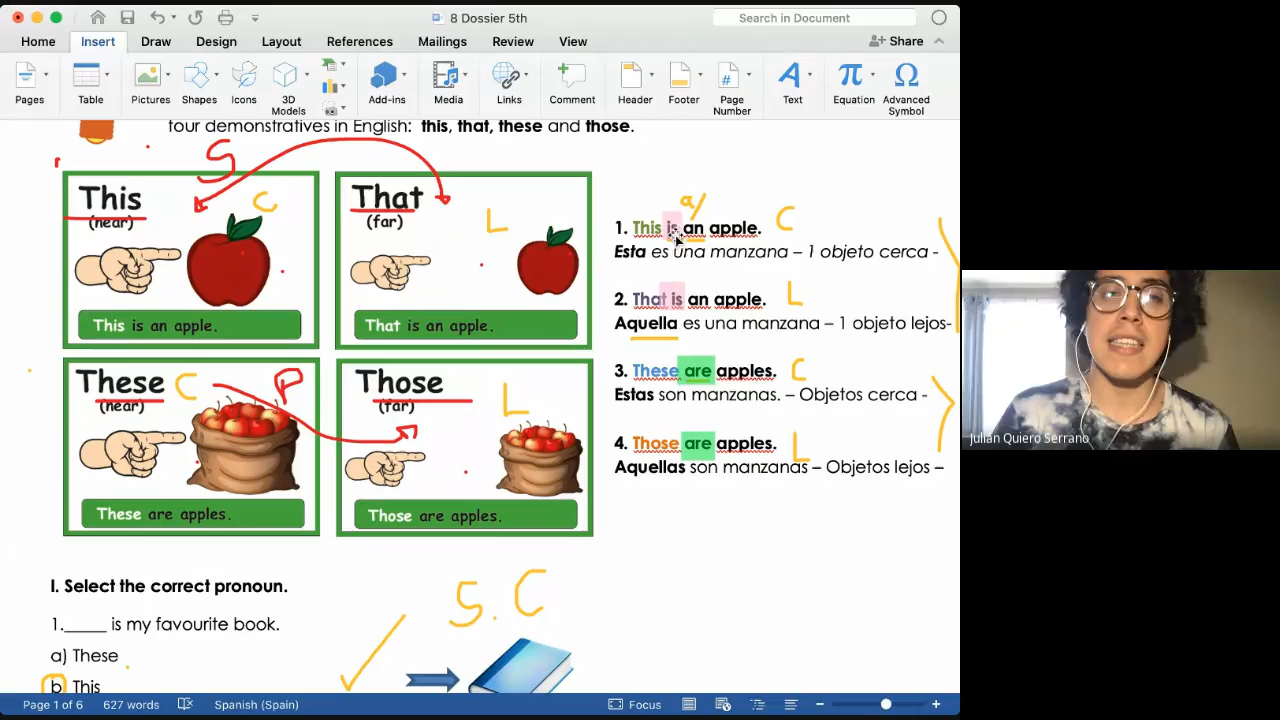 8 Dossier 5th
Search in Document
Home Insert Draw Design Layout References Mailings Review View Share
Pages Table Pictures Shapes Icons 3D Models Add-ins Media Links Comment Header Footer Page Number Text Equation Advanced Symbol
four demonstratives in English: this, that, these and those.
S
This
(near)
C
This is an apple.
That
(far)
L
That is an apple.
These
(near)
C
P
These are apples.
Those
(far)
L
Those are apples.
a/
1. This is an apple. C
Esta es una manzana – 1 objeto cerca -
2. That is an apple. L
Aquella es una manzana – 1 objeto lejos-
3. These are apples. C
Estas son manzanas. – Objetos cerca -
4. Those are apples. L
Aquellas son manzanas – Objetos lejos –
Julian Quiero Serrano
I. Select the correct pronoun.
S. C
1._____ is my favourite book.
a) These
b This
Page 1 of 6 627 words Spanish (Spain) Focus